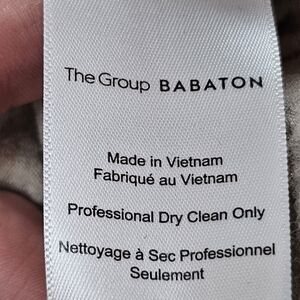 The Group BABATON
Made in Vietnam
Fabriqué au Vietnam
Professional Dry Clean Only
Nettoyage à Sec Professionnel
Seulement